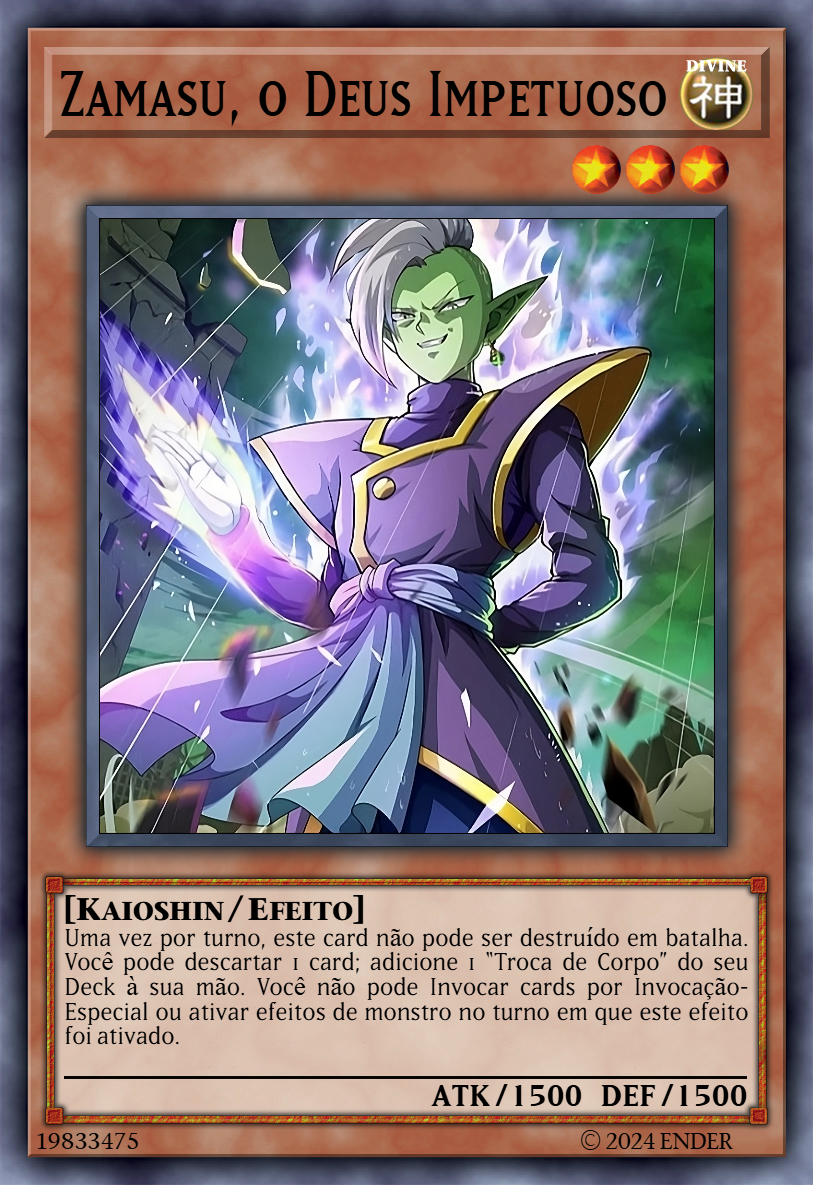 Zamasu, o Deus Impetuoso
DIVINE
神
[Kaioshin/Efeito]
Uma vez por turno, este card não pode ser destruído em batalha.
Você pode descartar 1 card; adicione 1 "Troca de Corpo" do seu
Deck à sua mão. Você não pode Invocar cards por Invocação-
Especial ou ativar efeitos de monstro no turno em que este efeito
foi ativado.
ATK/1500 DEF/1500
19833475
© 2024 ENDER